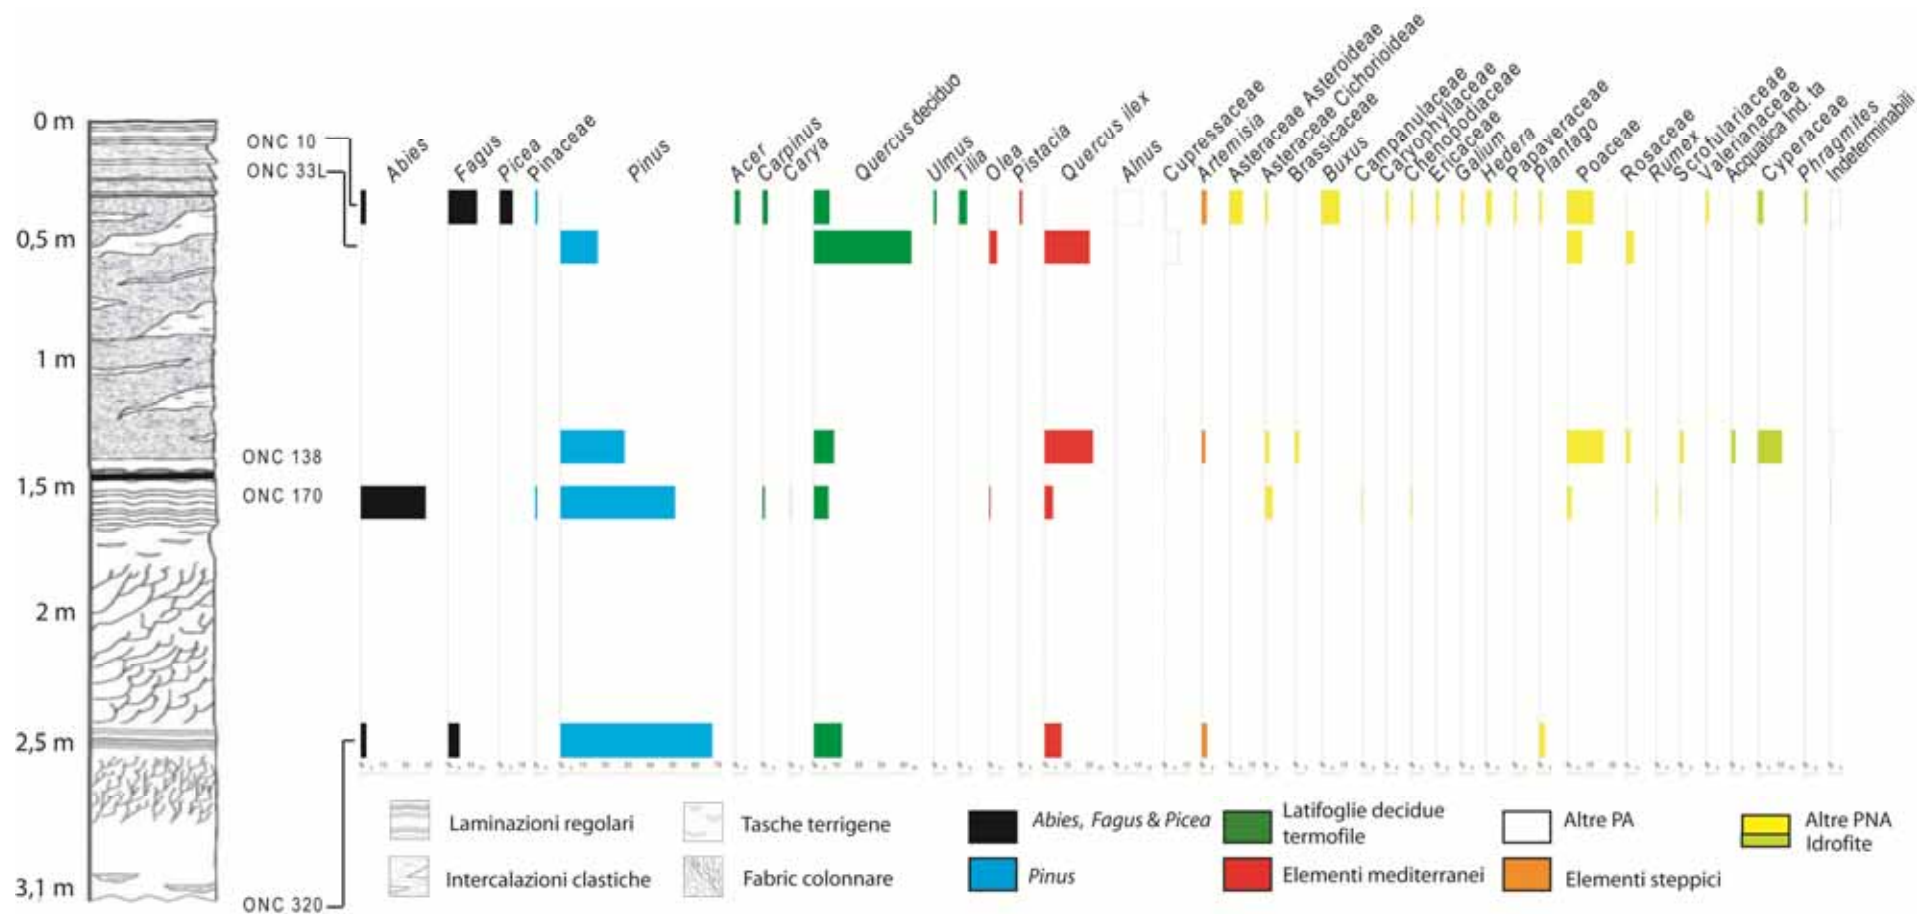 0 m
0,5 m
1 m
1,5 m
2 m
2,5 m
3,1 m
ONC 10
ONC 33L
ONC 138
ONC 170
ONC 320
Abies
Fagus
Picea
Pinaceae
Pinus
Acer
Carpinus
Carya
Quercus deciduo
Ulmus
Tilia
Olea
Pistacia
Quercus ilex
Alnus
Cupressaceae
Artemisia
Asteraceae Asteroideae
Asteraceae Cichorioideae
Brassicaceae
Buxus
Campanulaceae
Caryophyllaceae
Chenopodiaceae
Ericaceae
Galium
Hedera
Papaveraceae
Plantago
Poaceae
Rosaceae
Rumex
Scrofulariaceae
Valerianaceae
Acquatica Ind. ta
Cyperaceae
Phragmites
Indeterminabili
Laminazioni regolari
Intercalazioni clastiche
Tasche terrigene
Fabric colonnare
Abies, Fagus & Picea
Pinus
Latifoglie decidue
termofile
Elementi mediterranei
Altre PA
Elementi steppici
Altre PNA
Idrofite